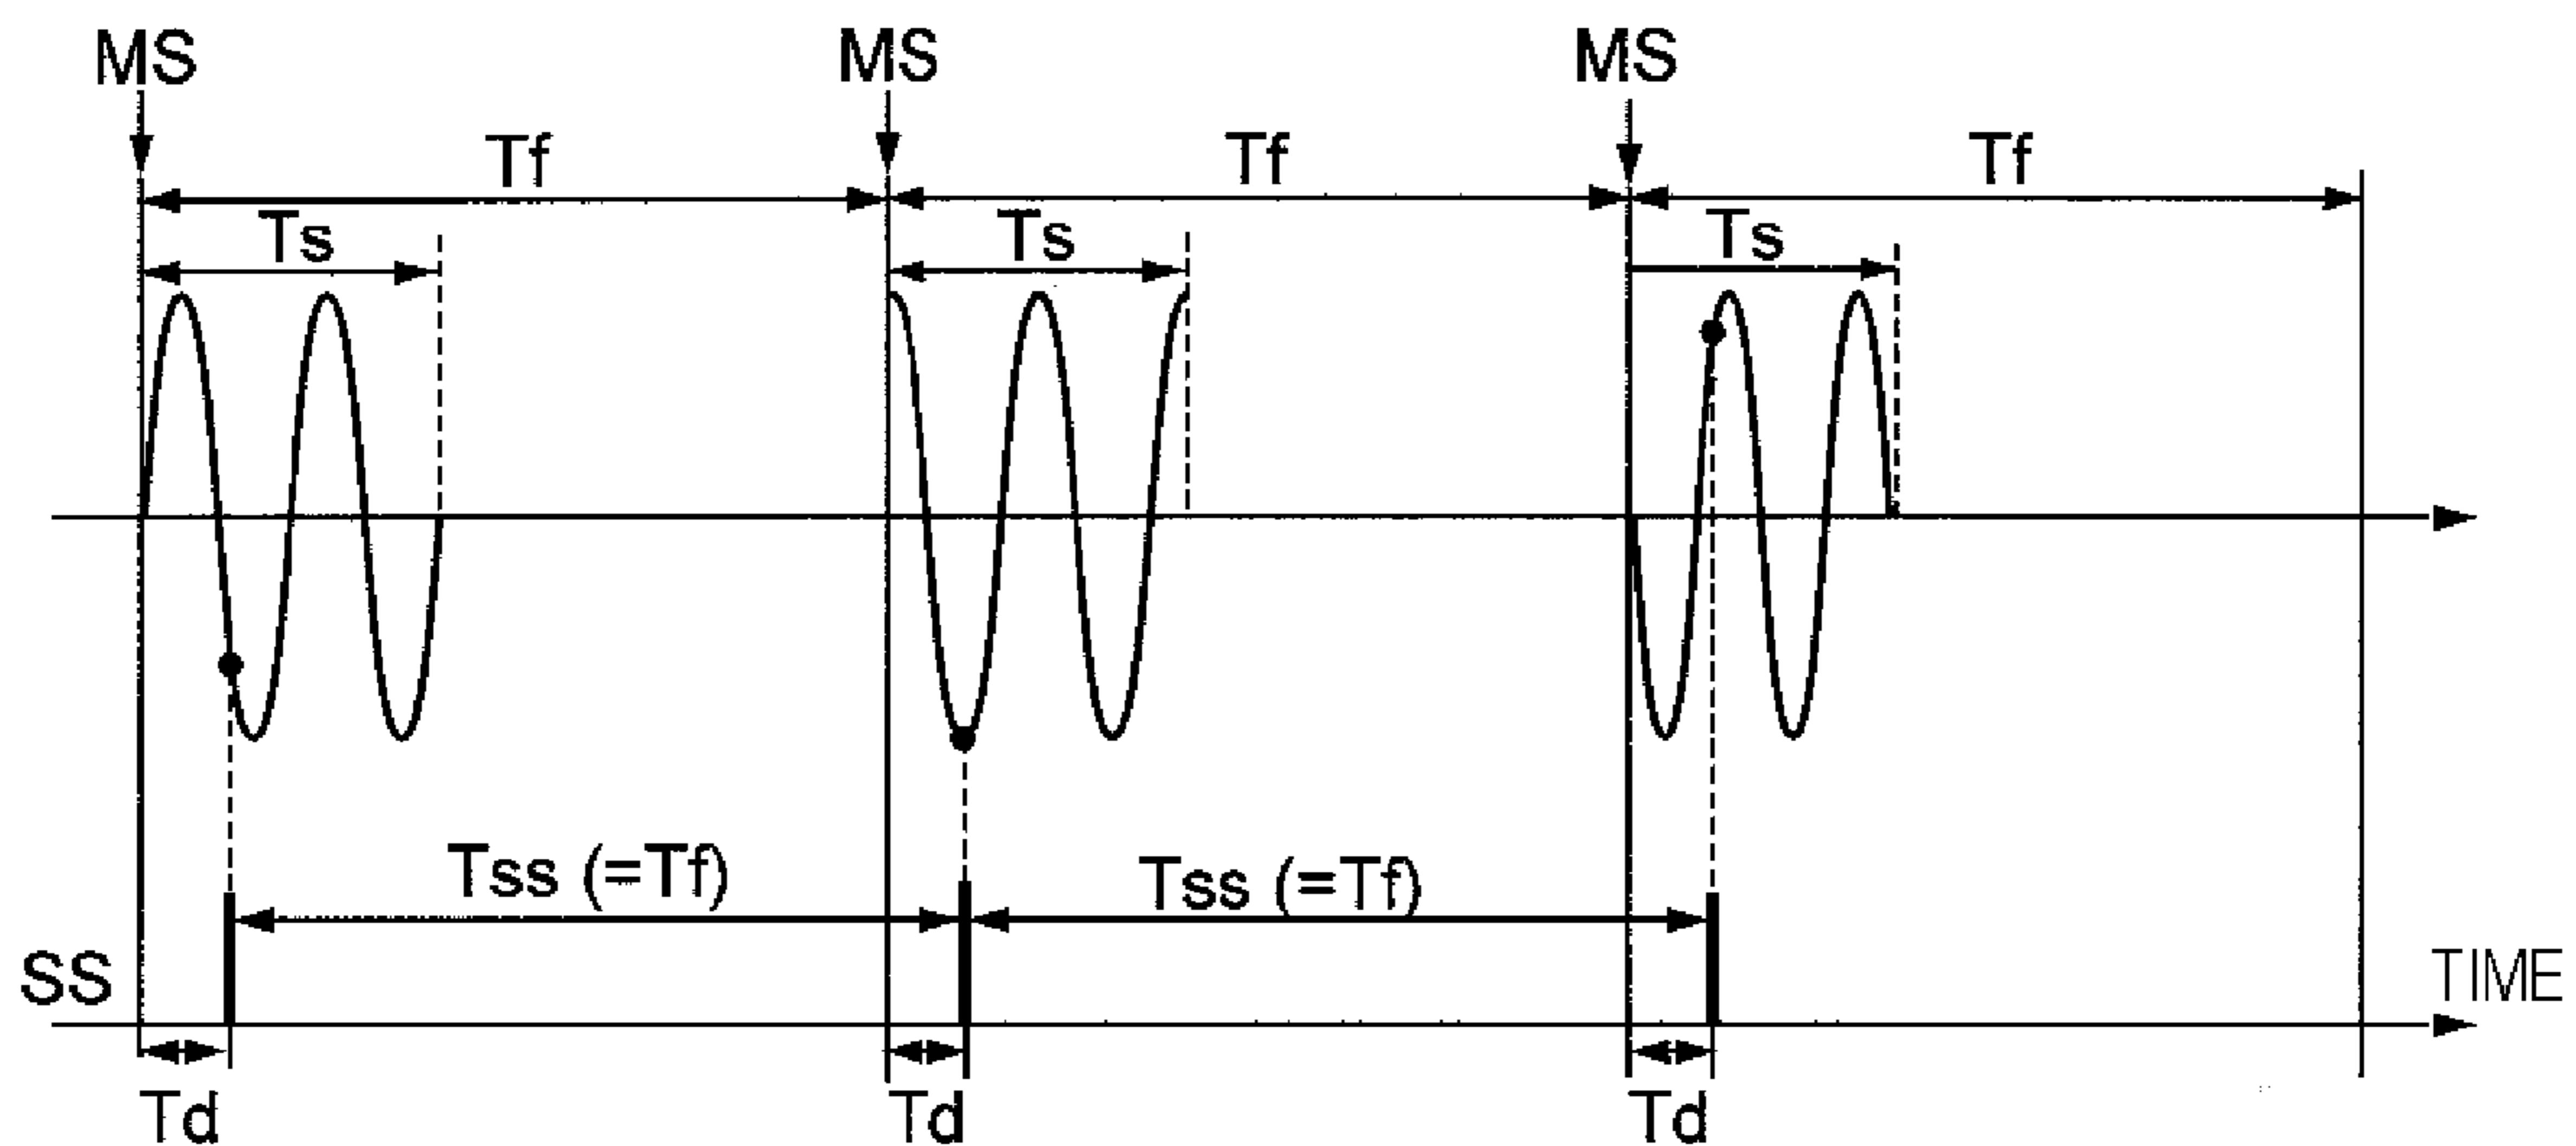 MS MS MS
Tf Tf Tf
Ts Ts Ts
Tss (=Tf) Tss (=Tf)
SS TIME
Td Td Td